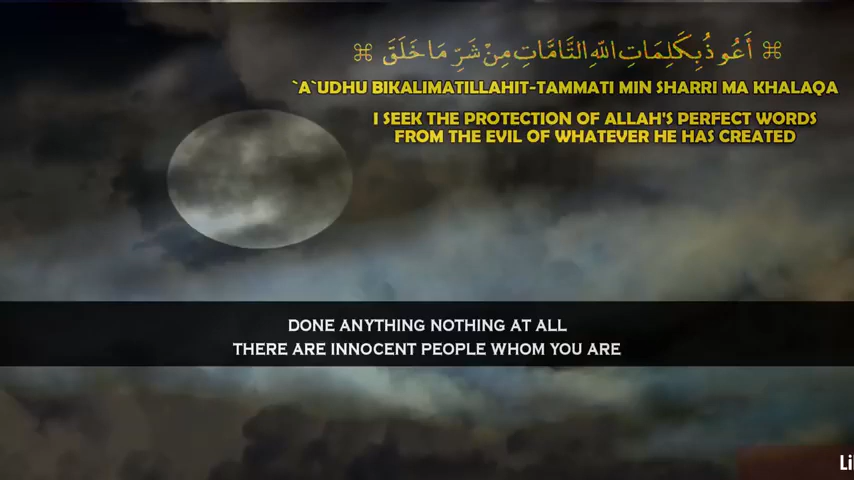 ⌘ أَعُوذُ بِكَلِمَاتِ اللّٰهِ التَّامَّاتِ مِنْ شَرِّ مَا خَلَقَ ⌘
`A`UDHU BIKALIMATILLAHIT-TAMMATI MIN SHARRI MA KHALAQA
I SEEK THE PROTECTION OF ALLAH'S PERFECT WORDS
FROM THE EVIL OF WHATEVER HE HAS CREATED
DONE ANYTHING NOTHING AT ALL
THERE ARE INNOCENT PEOPLE WHOM YOU ARE